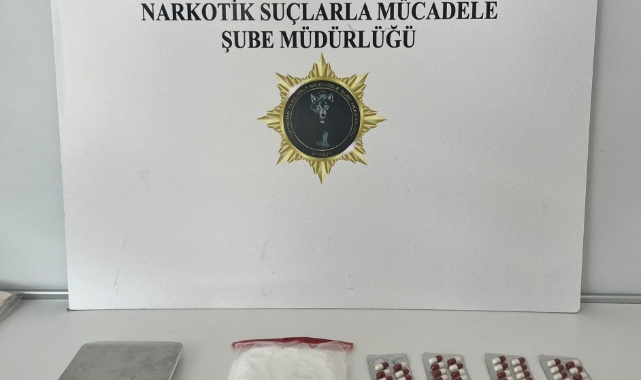 NARKOTİK SUÇLARLA MÜCADELE
ŞUBE MÜDÜRLÜĞÜ